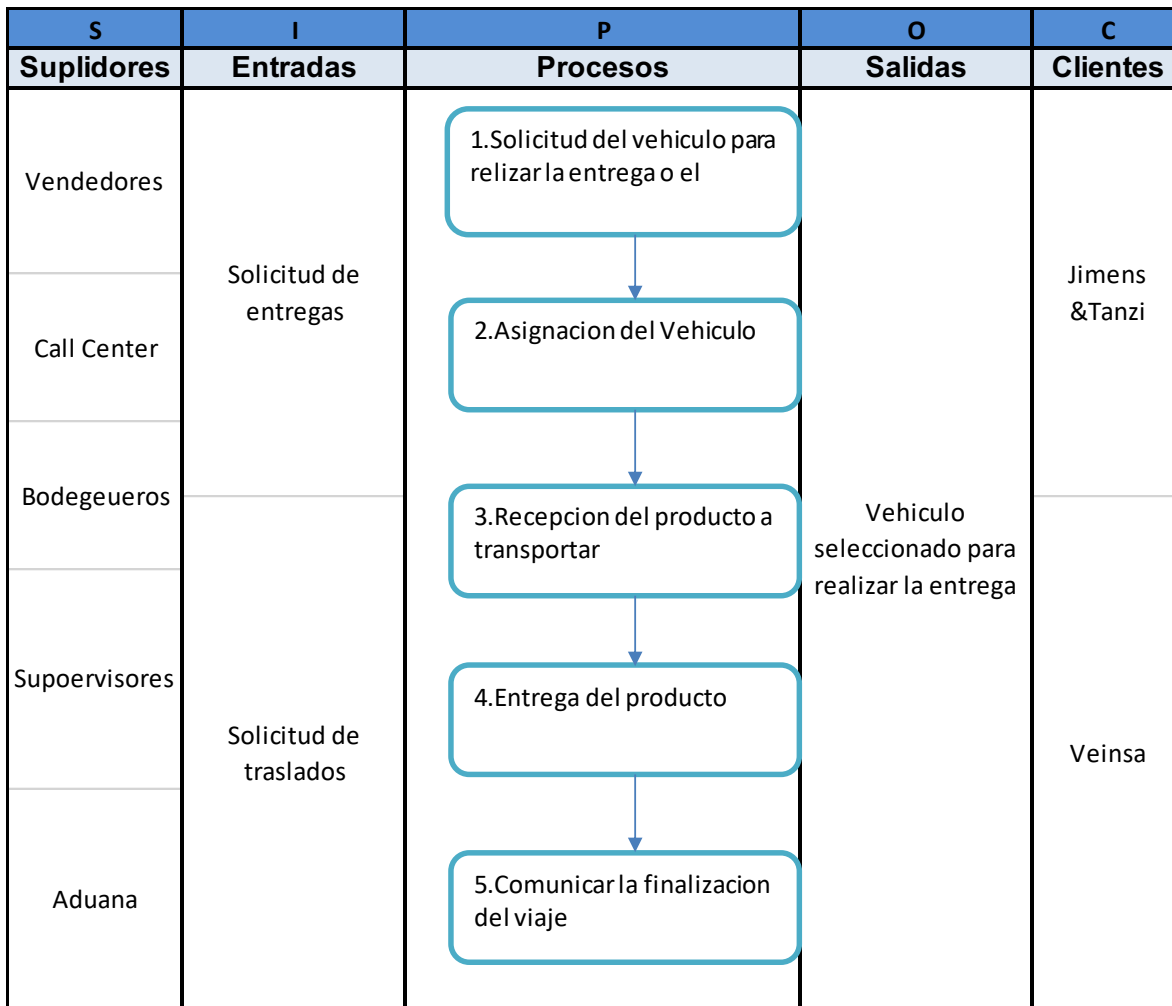 S
I
P
O
C
Suplidores
Entradas
Procesos
Salidas
Clientes
Vendedores
Call Center
Bodegeueros
Supoervisores
Aduana
Solicitud de
entregas
Solicitud de
traslados
1.Solicitud del vehiculo para
relizar la entrega o el
2.Asignacion del Vehiculo
3.Recepcion del producto a
transportar
4.Entrega del producto
5.Comunicar la finalizacion
del viaje
Vehiculo
seleccionado para
realizar la entrega
Jimens
&Tanzi
Veinsa